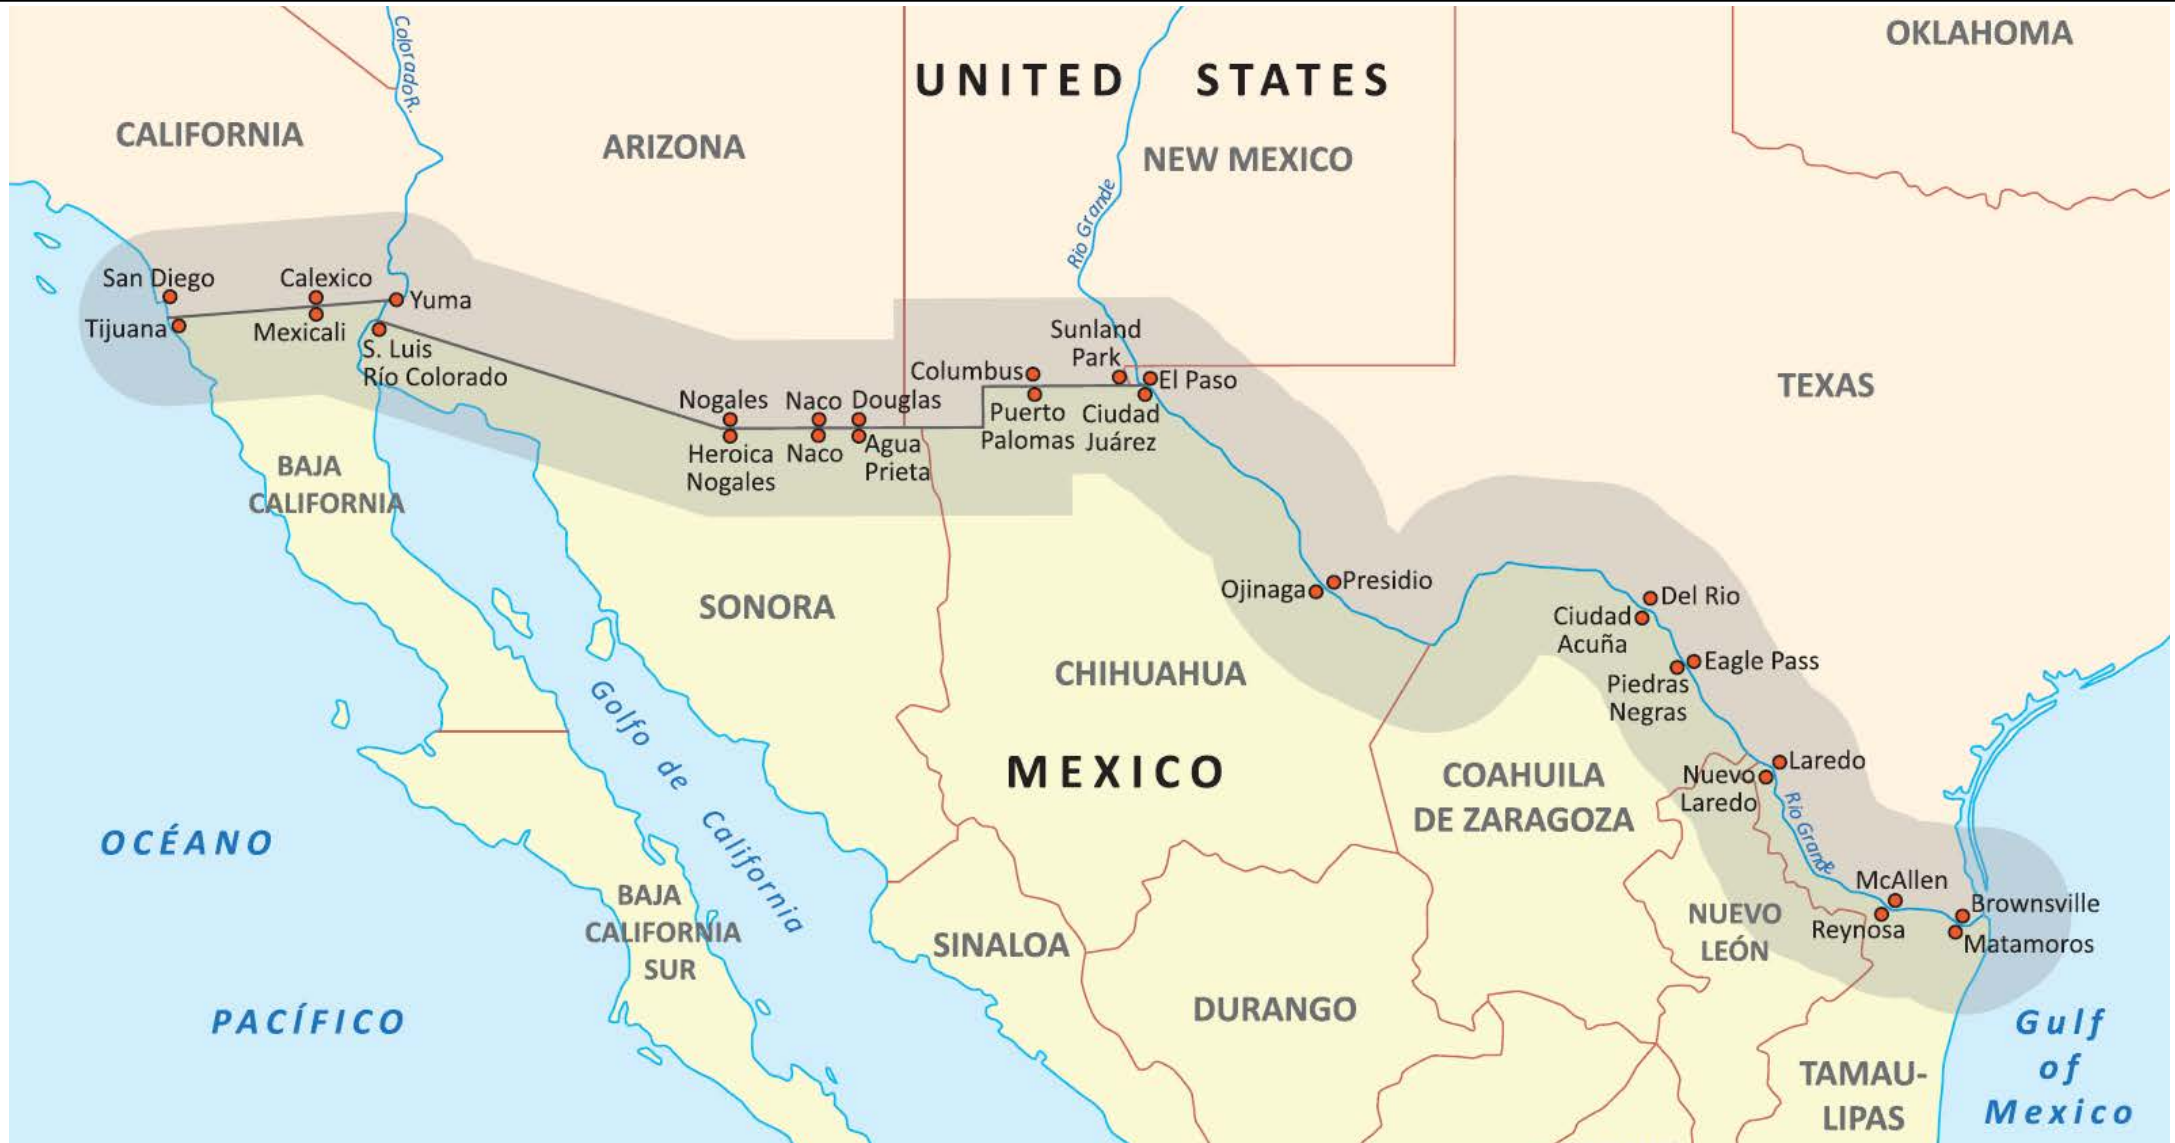 Colorado R.
OKLAHOMA
UNITED STATES
CALIFORNIA
ARIZONA
NEW MEXICO
Rio Grande
San Diego
Calexico
Yuma
Tijuana
Mexicali
S. Luis
Río Colorado
Sunland
Park
Columbus
El Paso
TEXAS
Nogales
Naco
Douglas
Puerto
Palomas
Ciudad
Juárez
Heroica
Nogales
Naco
Agua
Prieta
BAJA
CALIFORNIA
SONORA
Ojinaga
Presidio
Del Rio
Ciudad
Acuña
Eagle Pass
Piedras
Negras
CHIHUAHUA
Golfo de California
MEXICO
COAHUILA
DE ZARAGOZA
Laredo
Nuevo
Laredo
Rio Grande
OCÉANO
PACÍFICO
BAJA
CALIFORNIA
SUR
SINALOA
DURANGO
NUEVO
LEÓN
McAllen
Reynosa
Brownsville
Matamoros
TAMAU-
LIPAS
Gulf
of
Mexico